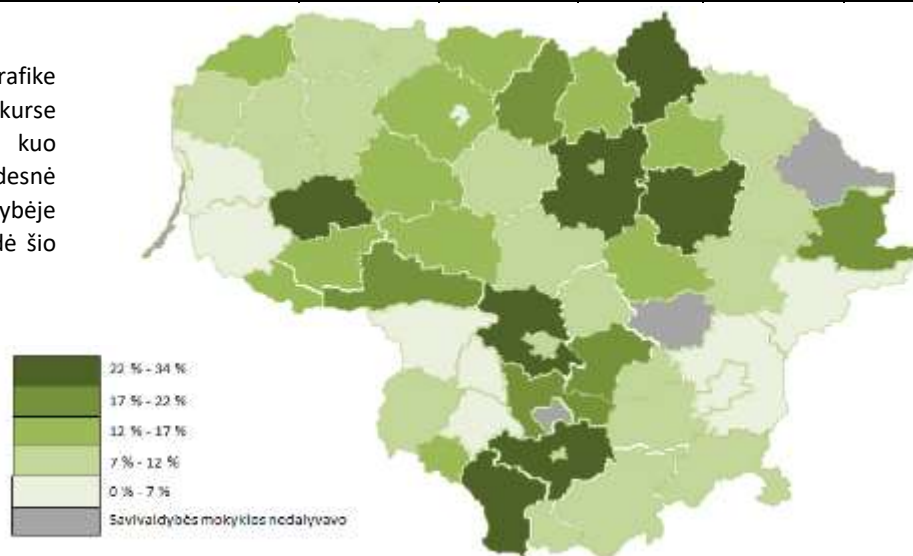 rafike
kurse
kuo
desnė
ybėje
dė šio
22 % - 34 %
17 % - 22 %
12 % - 17 %
7 % - 12 %
0 % - 7 %
Savivaldybės mokyklos nedalyvavo